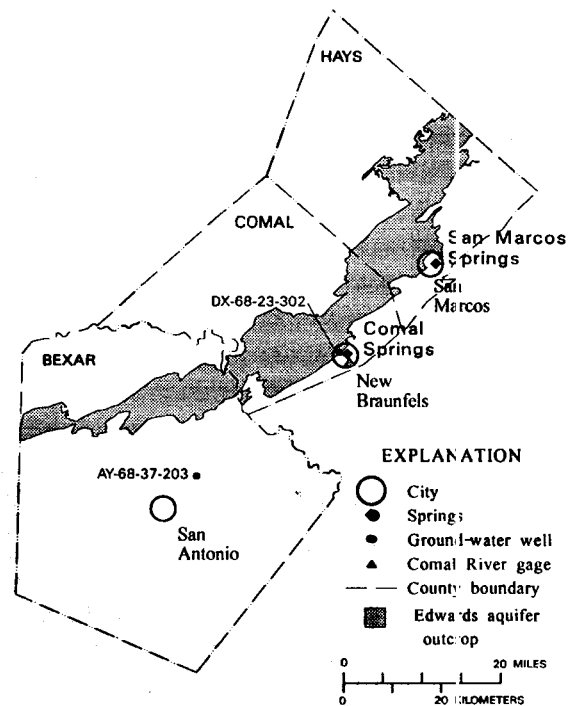 HAYS
COMAL
San Marcos
Springs
San
Marcos
DX-68-23-302
Comal
Springs
BEXAR
New
Braunfels
AY-68-37-203
San
Antonio
EXPLANATION
City
Springs
Ground-water well
Comal River gage
County boundary
Edwards aquifer
outcrop
0 20 MILES
0 20 KILOMETERS